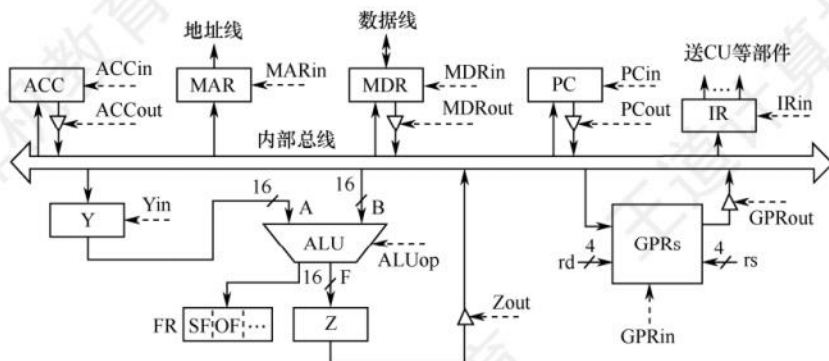 地址线
数据线
送CU等部件
ACC
ACCin
ACCout
MAR
MARin
MDR
MDRin
MDRout
PC
PCin
PCout
IR
IRin
内部总线
Y
Yin
16
A
16
B
ALU
ALUop
16
F
FR
SF
OF
…
Z
Zout
GPRs
GPRout
4
rd
4
rs
GPRin